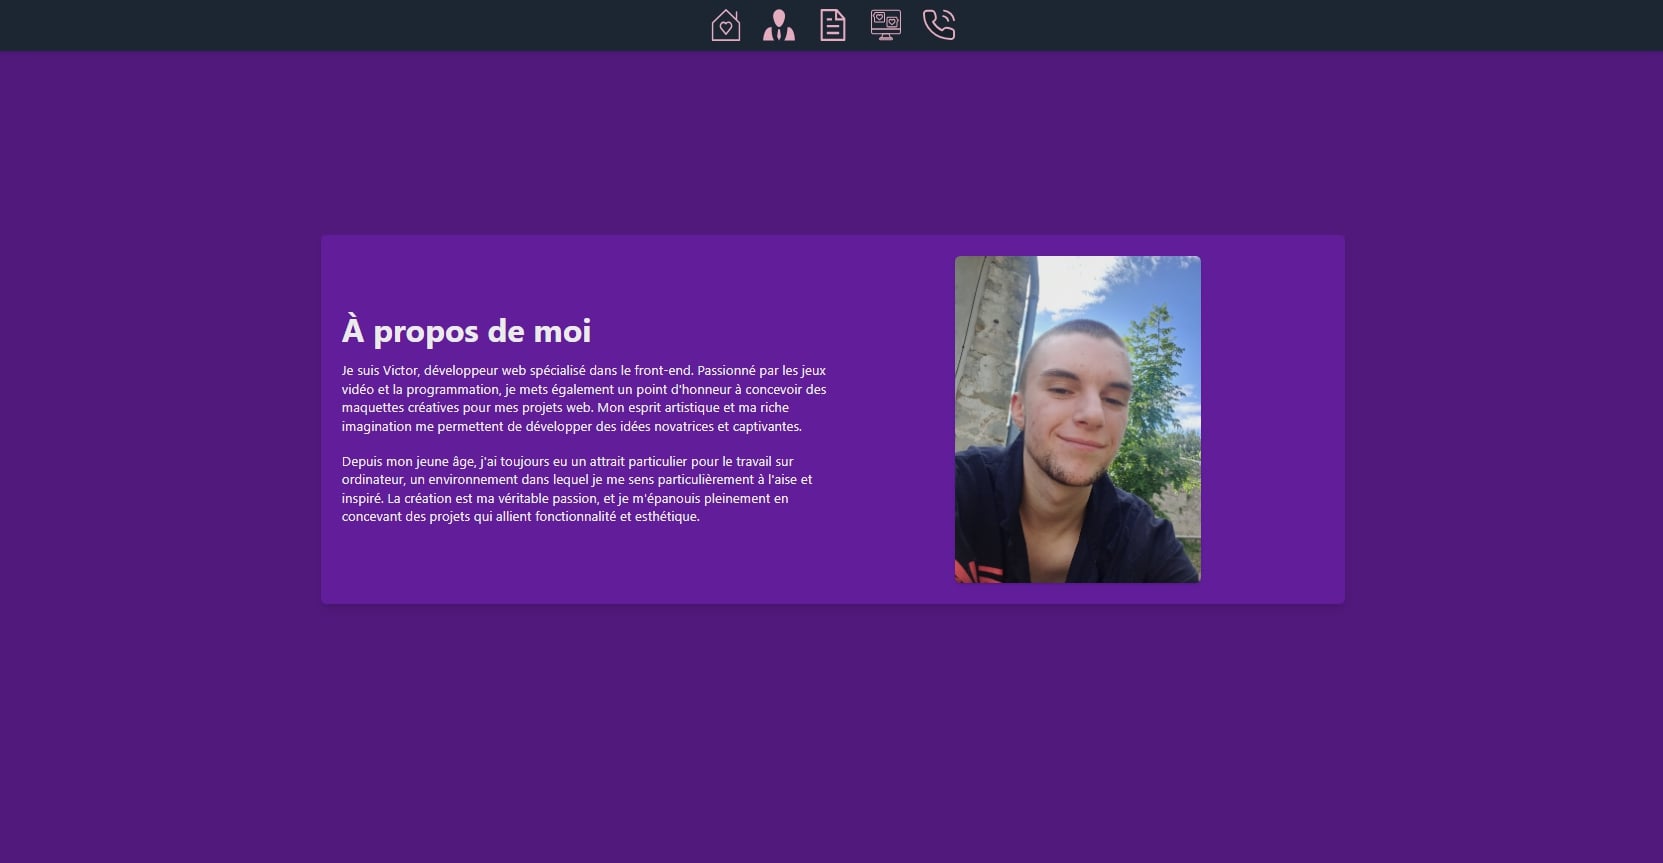 À propos de moi
Je suis Victor, développeur web spécialisé dans le front-end. Passionné par les jeux
vidéo et la programmation, je mets également un point d'honneur à concevoir des
maquettes créatives pour mes projets web. Mon esprit artistique et ma riche
imagination me permettent de développer des idées novatrices et captivantes.
Depuis mon jeune âge, j'ai toujours eu un attrait particulier pour le travail sur
ordinateur, un environnement dans lequel je me sens particulièrement à l'aise et
inspiré. La création est ma véritable passion, et je m'épanouis pleinement en
concevant des projets qui allient fonctionnalité et esthétique.